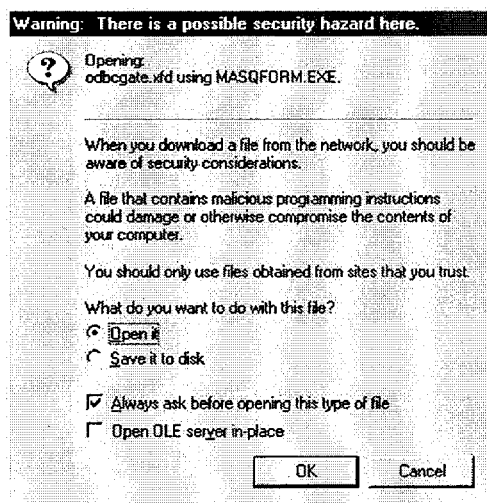 Warning: There is a possible security hazard here.
?
Opening:
odbcgate.xfd using MASQFORM.EXE.
When you download a file from the network, you should be
aware of security considerations.
A file that contains malicious programming instructions
could damage or otherwise compromise the contents of
your computer.
You should only use files obtained from sites that you trust.
What do you want to do with this file?
Open it
Save it to disk
Always ask before opening this type of file
Open OLE server in-place
OK Cancel